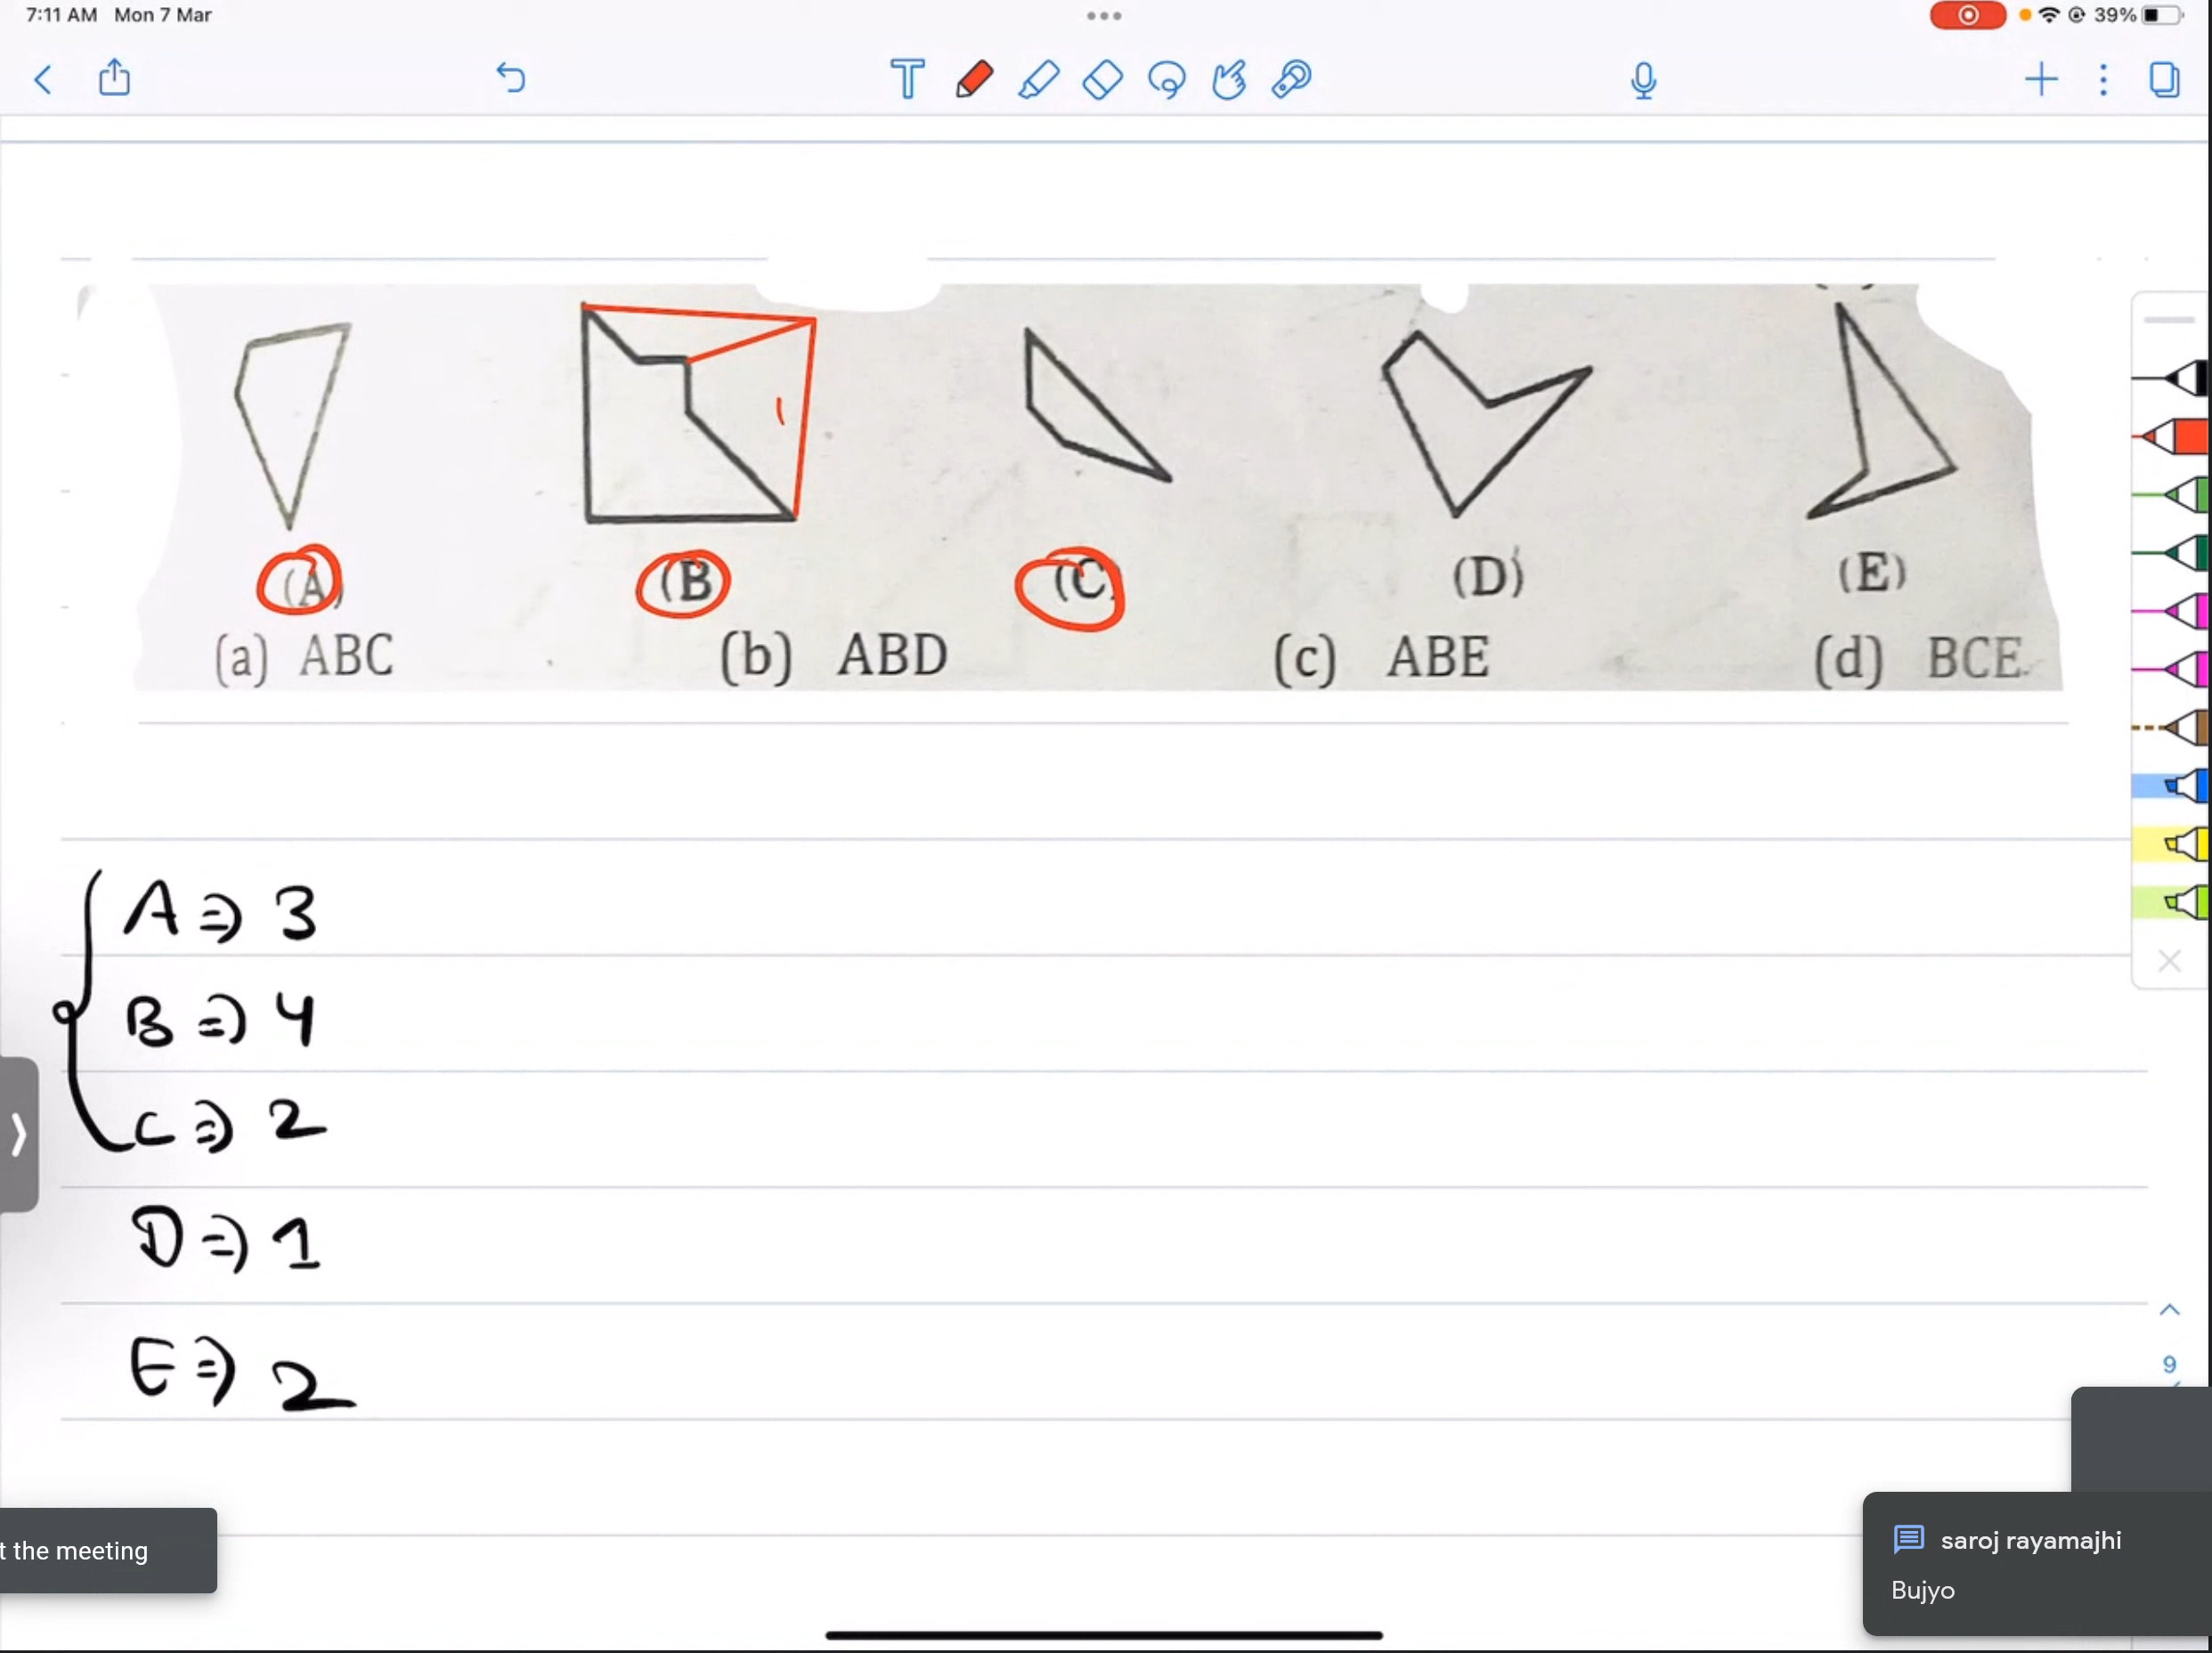 7:11 AM Mon 7 Mar
39%
T
(A) (B (C) (D) (E)
(a) ABC (b) ABD (c) ABE (d) BCE
A => 3
B => 4
C => 2
D => 1
E => 2
9
t the meeting
saroj rayamajhi
Bujyo